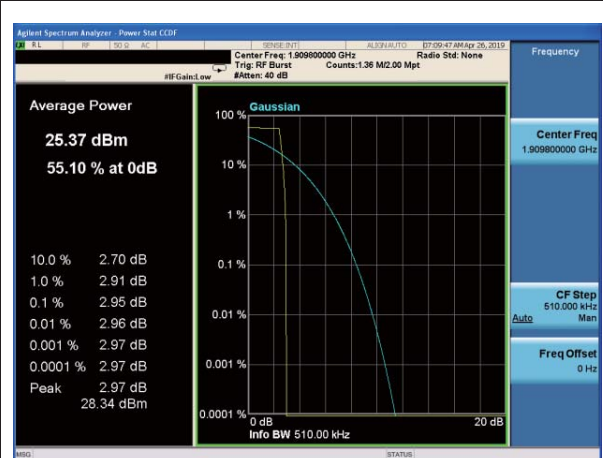 Agilent Spectrum Analyzer - Power Stat CCDF
RL RF 50 Ω AC SENSE:INT ALIGNAUTO 07:09:47 AM Apr 26, 2019
Center Freq: 1.909800000 GHz Radio Std: None
Trig: RF Burst Counts:1.36 M/2.00 Mpt
#IFGain:Low #Atten: 40 dB
Frequency
Average Power
25.37 dBm
55.10 % at 0dB
10.0 % 2.70 dB
1.0 % 2.91 dB
0.1 % 2.95 dB
0.01 % 2.96 dB
0.001 % 2.97 dB
0.0001 % 2.97 dB
Peak 2.97 dB
28.34 dBm
Gaussian
100 %
10 %
1 %
0.1 %
0.01 %
0.001 %
0.0001 %
0 dB 20 dB
Info BW 510.00 kHz
Center Freq
1.909800000 GHz
CF Step
510.000 kHz
Auto Man
Freq Offset
0 Hz
MSG STATUS